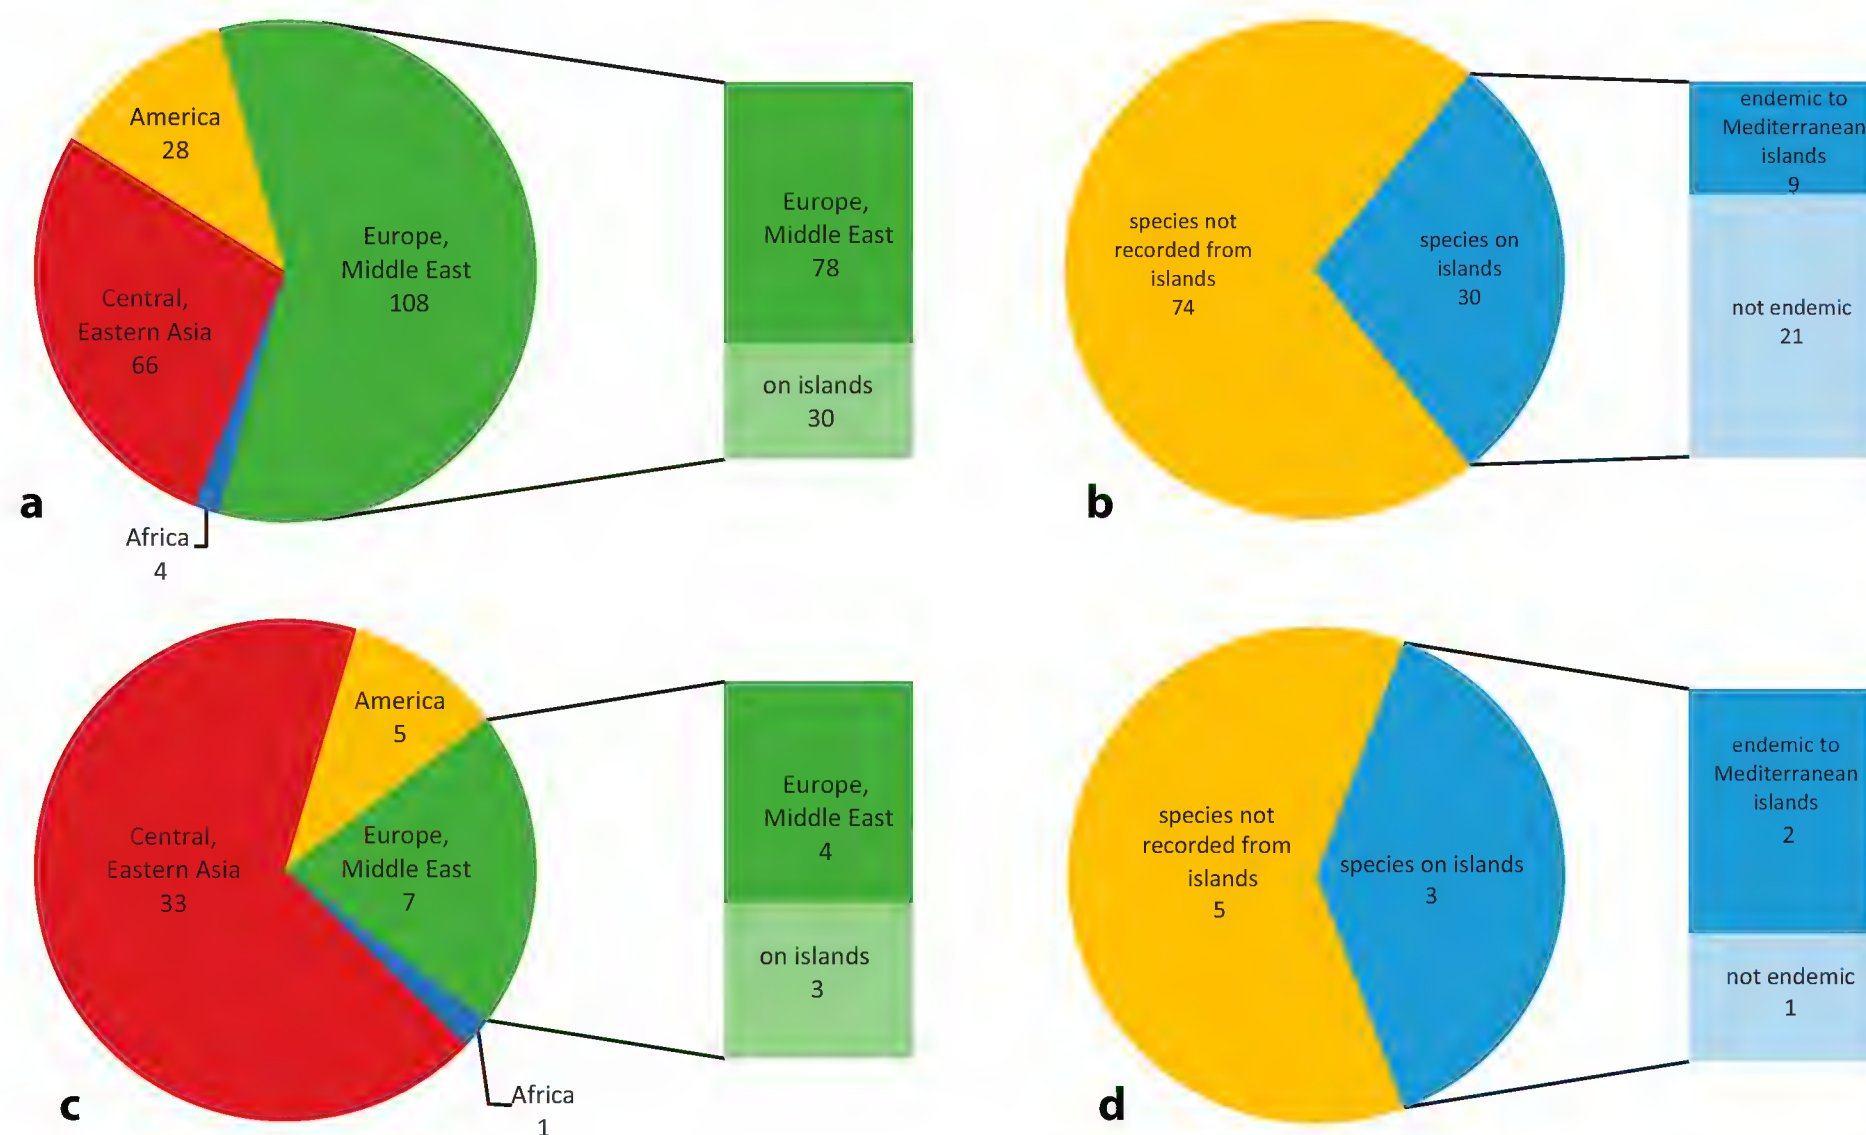 America
28
Europe,
Middle East
108
Central,
Eastern Asia
66
Africa
4
a
Europe,
Middle East
78
on islands
30
species not
recorded from
islands
74
species on
islands
30
endemic to
Mediterranean
islands
9
not endemic
21
b
Central,
Eastern Asia
33
America
5
Europe,
Middle East
7
Africa
1
c
Europe,
Middle East
4
on islands
3
species not
recorded from
islands
5
species on islands
3
endemic to
Mediterranean
islands
2
not endemic
1
d